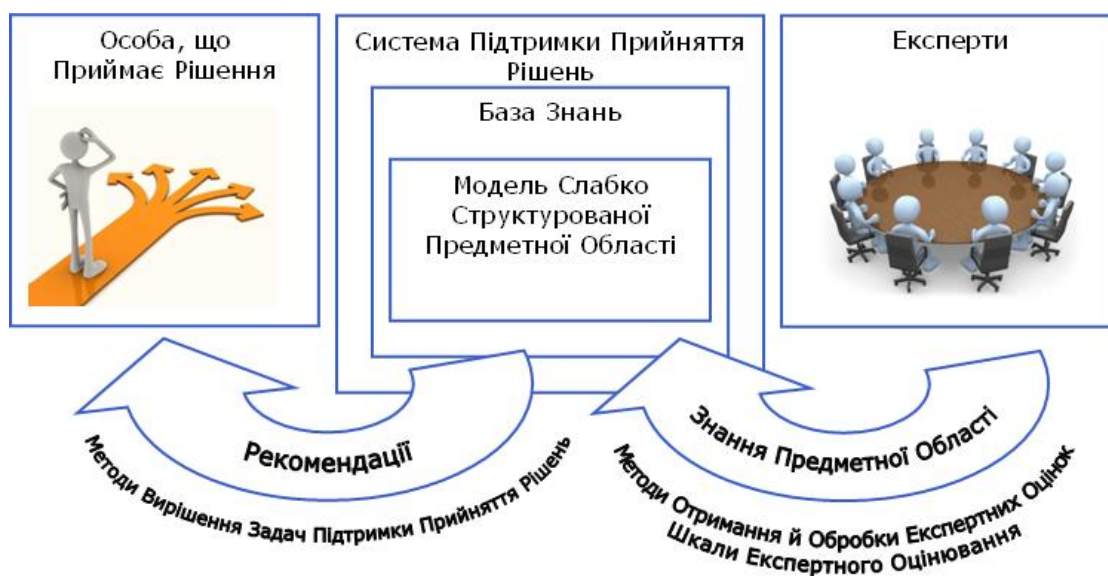 Особа, що
Приймає Рішення
Система Підтримки Прийняття
Рішень
База Знань
Модель Слабко
Структурованої
Предметної Області
Експерти
Рекомендації
Методи Вирішення Задач Підтримки Прийняття Рішень
Знання Предметної Області
Методи Отримання й Обробки Експертних Оцінок
Шкали Експертного Оцінювання